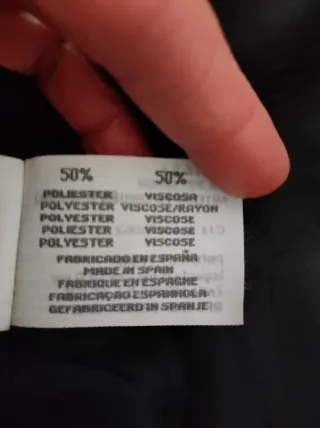 50% 50%
POLIESTER VISCOSA
POLYESTER VISCOSE/RAYON
POLYESTER VISCOSE
POLIESTER VISCOSE
POLYESTER VISCOSE
FABRICADO EN ESPAÑA
MADE IN SPAIN
FABRIQUE EN ESPAGNE
FABRICAÇAO ESPANHOLA
GEFABRICEERD IN SPANJE